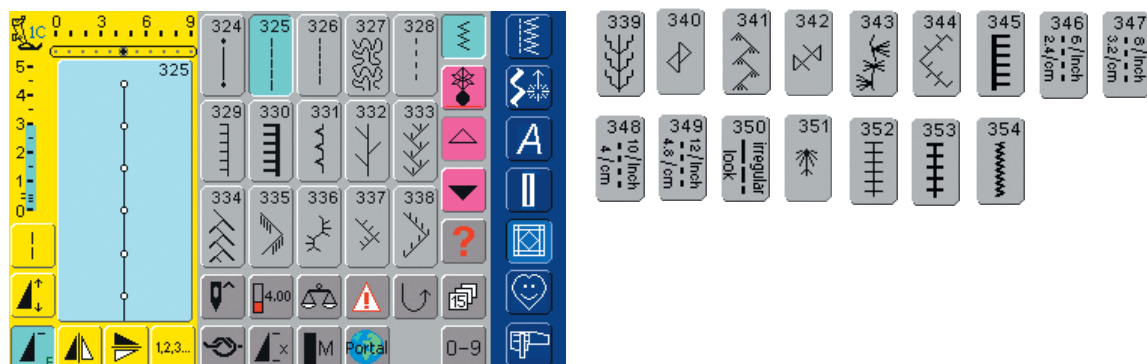 1C 0 3 6 9
5-
4-
3-
2-
1-
0-
325
324 325 326 327 328
329 330 331 332 333
334 335 336 337 338
?
4.00
15
F
1,2,3...
x
M
Portal
0-9
A
339 340 341 342 343 344 345 346 347
6/Inch
2.4/cm
8/Inch
3.2/cm
348 349 350 351 352 353 354
10/Inch
4/cm
12/Inch
4.8/cm
irregular
look